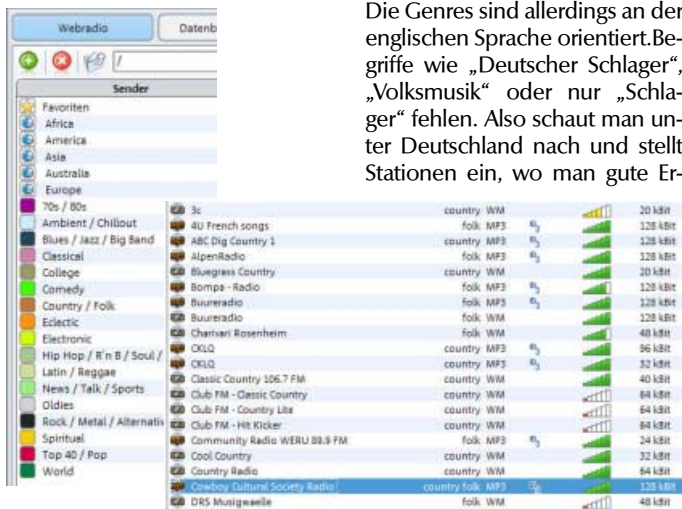 Die Genres sind allerdings an der
englischen Sprache orientiert.Be-
griffe wie „Deutscher Schlager“,
„Volksmusik“ oder nur „Schla-
ger“ fehlen. Also schaut man un-
ter Deutschland nach und stellt
Stationen ein, wo man gute Er-
Webradio Datenb
/
Sender
Favoriten
Africa
America
Asia
Australia
Europe
70s / 80s
Ambient / Chillout
Blues / Jazz / Big Band
Classical
College
Comedy
Country / Folk
Eclectic
Electronic
Hip Hop / R'n B / Soul /
Latin / Reggae
News / Talk / Sports
Oldies
Rock / Metal / Alternativ
Spiritual
Top 40 / Pop
World
3c country WM 20 kBit
4U French songs folk MP3 128 kBit
ABC Dig Country 1 country MP3 128 kBit
AlpenRadio folk MP3 128 kBit
Bluegrass Country country WM 20 kBit
Bompa - Radio folk MP3 128 kBit
Buureradio folk MP3 128 kBit
Buureradio folk WM 128 kBit
Charivari Rosenheim folk WM 48 kBit
CKLQ country MP3 96 kBit
CKLQ country MP3 32 kBit
Classic Country 106.7 FM country WM 40 kBit
Club FM - Classic Country country WM 64 kBit
Club FM - Country Lite country WM 64 kBit
Club FM - Hit Kicker country WM 64 kBit
Community Radio WERU 89.9 FM folk MP3 24 kBit
Cool Country country WM 32 kBit
Country Radio country WM 64 kBit
Cowboy Cultural Society Radio country folk MP3 128 kBit
DRS Musigwaelle folk WM 48 kBit